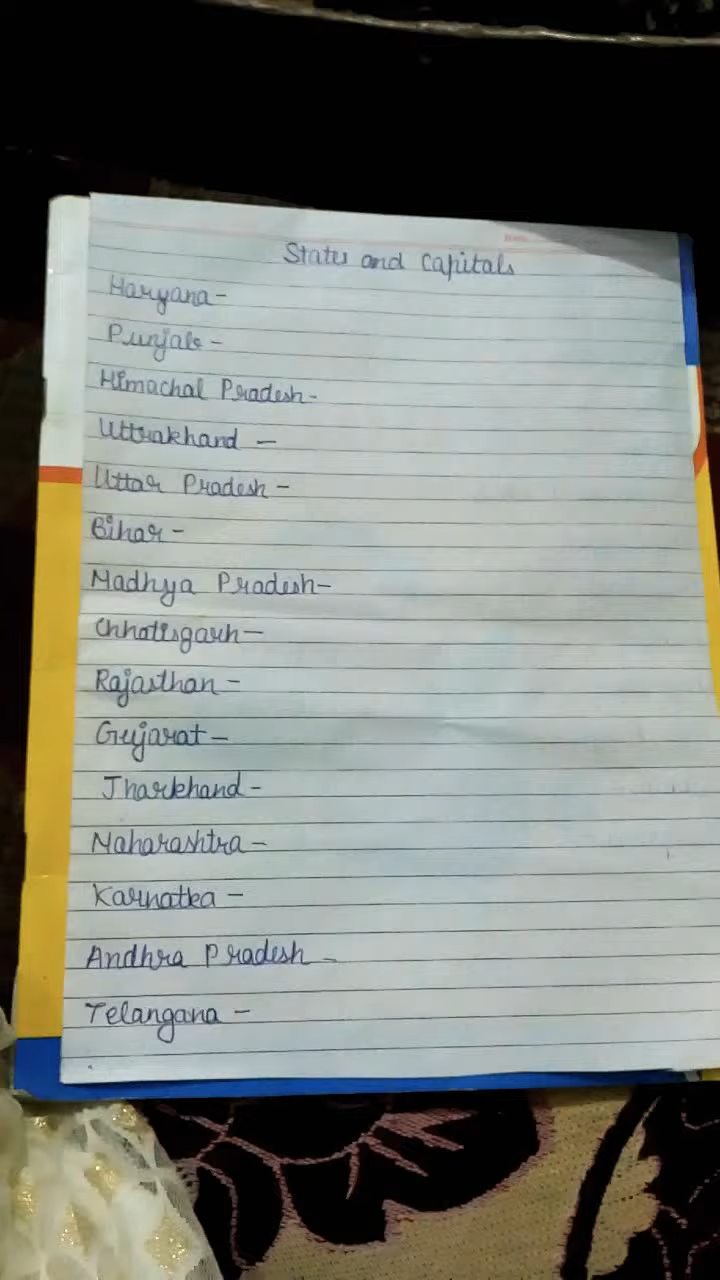 States and Capitals
Haryana-
Punjab-
Himachal Pradesh-
Uttrakhand -
Uttar Pradesh-
Bihar-
Madhya Pradesh-
Chhatisgarh-
Rajasthan-
Gujarat-
Jharkhand-
Maharashtra-
Karnatka-
Andhra Pradesh -
Telangana -